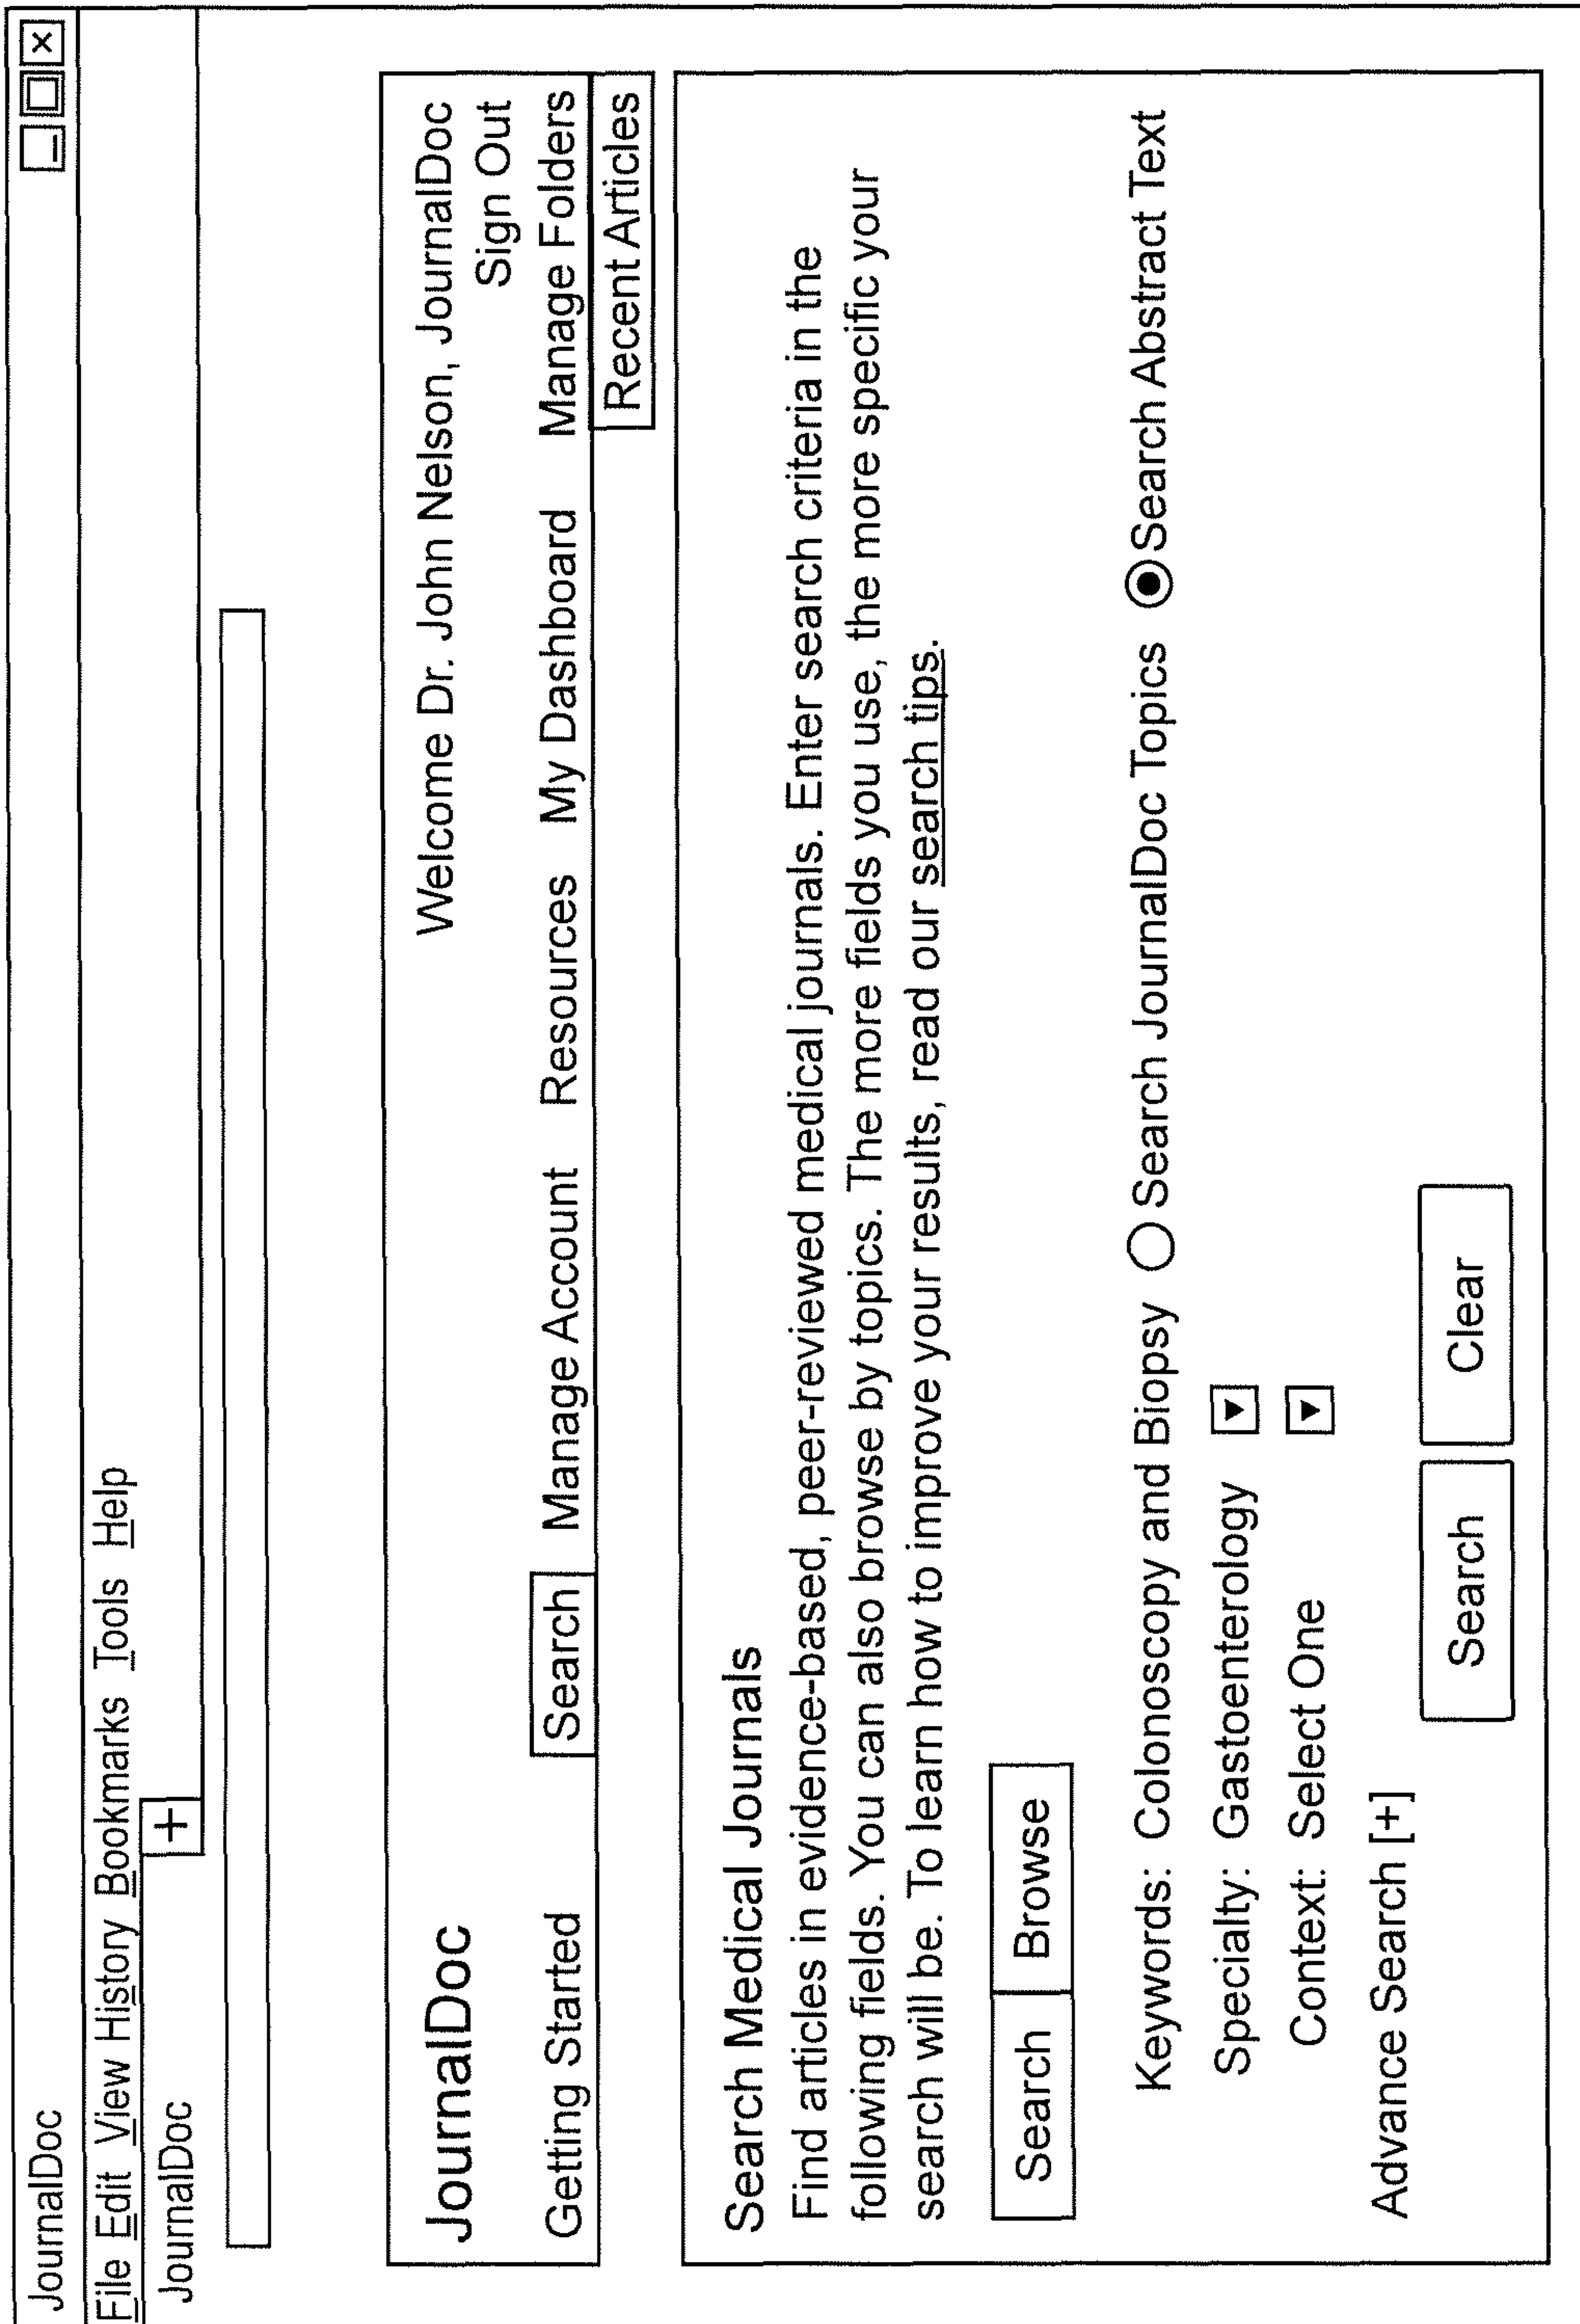 JournalDoc
File Edit View History Bookmarks Tools Help
JournalDoc +
JournalDoc
Welcome Dr. John Nelson, JournalDoc
Sign Out
Getting Started Search Manage Account Resources My Dashboard Manage Folders
Recent Articles
Search Medical Journals
Find articles in evidence-based, peer-reviewed medical journals. Enter search criteria in the
following fields. You can also browse by topics. The more fields you use, the more specific your
search will be. To learn how to improve your results, read our search tips.
Search Browse
Keywords: Colonoscopy and Biopsy Search JournalDoc Topics Search Abstract Text
Specialty: Gastoenterology
Context: Select One
Advance Search [+]
Search Clear